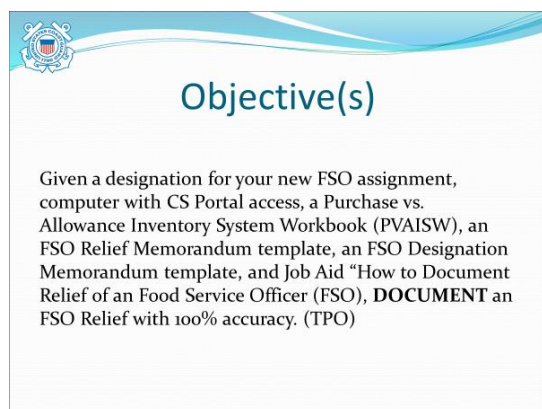 Objective(s)
Given a designation for your new FSO assignment,
computer with CS Portal access, a Purchase vs.
Allowance Inventory System Workbook (PVAISW), an
FSO Relief Memorandum template, an FSO Designation
Memorandum template, and Job Aid “How to Document
Relief of an Food Service Officer (FSO), DOCUMENT an
FSO Relief with 100% accuracy. (TPO)